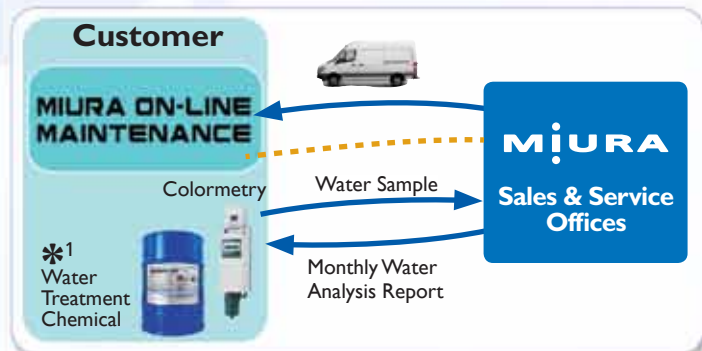 Customer
MIURA ON-LINE
MAINTENANCE
MIURA
Sales & Service
Offices
Colormetry
Water Sample
*1
Water
Treatment
Chemical
Monthly Water
Analysis Report